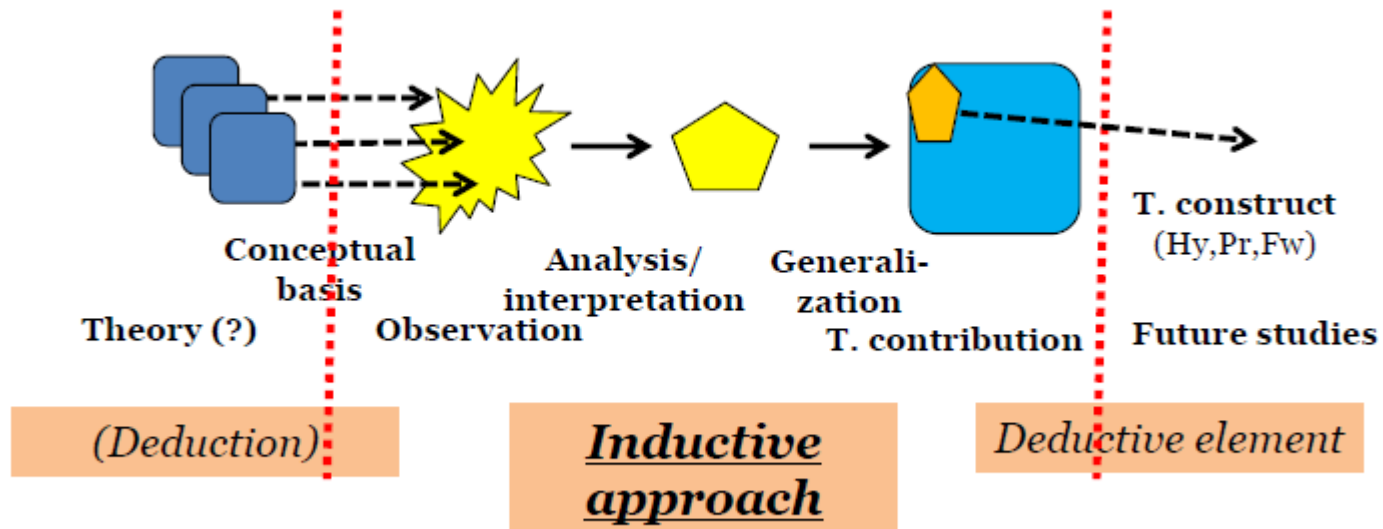 Conceptual
basis
Analysis/
interpretation
Generali-
zation
T. construct
(Hy,Pr,Fw)
Theory (?)
Observation
T. contribution
Future studies
(Deduction)
Inductive
approach
Deductive element